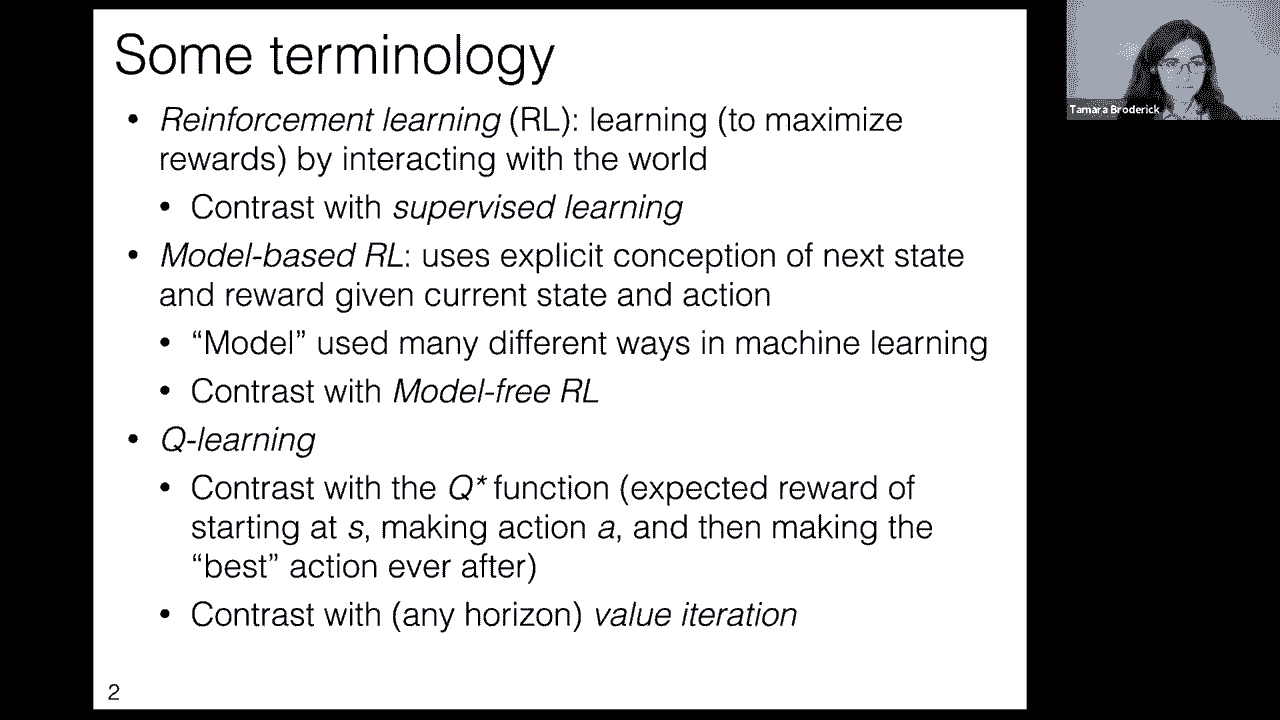 Some terminology
• Reinforcement learning (RL): learning (to maximize
rewards) by interacting with the world
• Contrast with supervised learning
• Model-based RL: uses explicit conception of next state
and reward given current state and action
• “Model” used many different ways in machine learning
• Contrast with Model-free RL
• Q-learning
• Contrast with the Q* function (expected reward of
starting at s, making action a, and then making the
“best” action ever after)
• Contrast with (any horizon) value iteration
2
Tamara Broderick